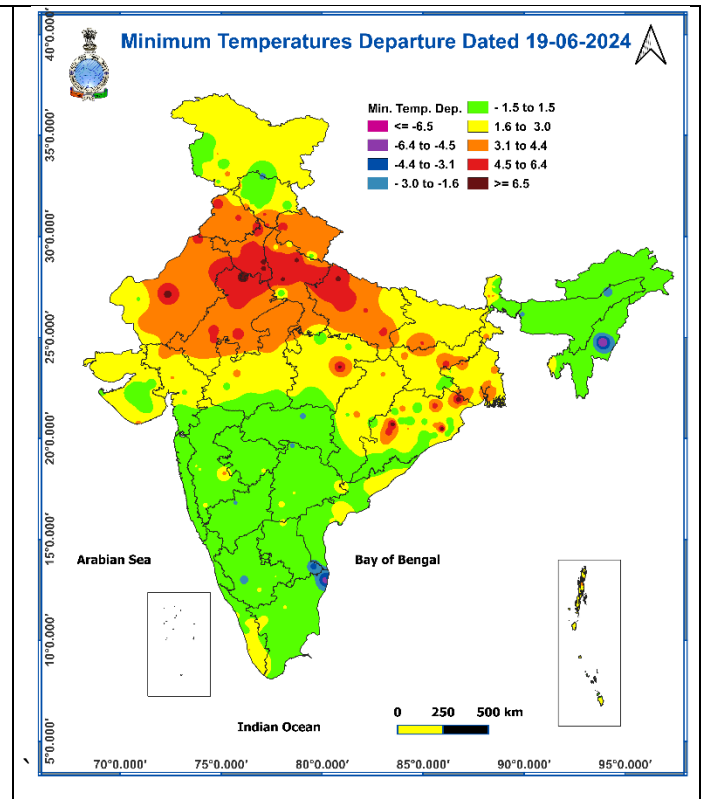 Minimum Temperatures Departure Dated 19-06-2024
Min. Temp. Dep.
<= -6.5
-6.4 to -4.5
-4.4 to -3.1
- 3.0 to -1.6
- 1.5 to 1.5
1.6 to 3.0
3.1 to 4.4
4.5 to 6.4
>= 6.5
40°0.000'
35°0.000'
30°0.000'
25°0.000'
20°0.000'
15°0.000'
10°0.000'
5°0.000'
Arabian Sea
Bay of Bengal
Indian Ocean
0 250 500 km
70°0.000' 75°0.000' 80°0.000' 85°0.000' 90°0.000' 95°0.000'